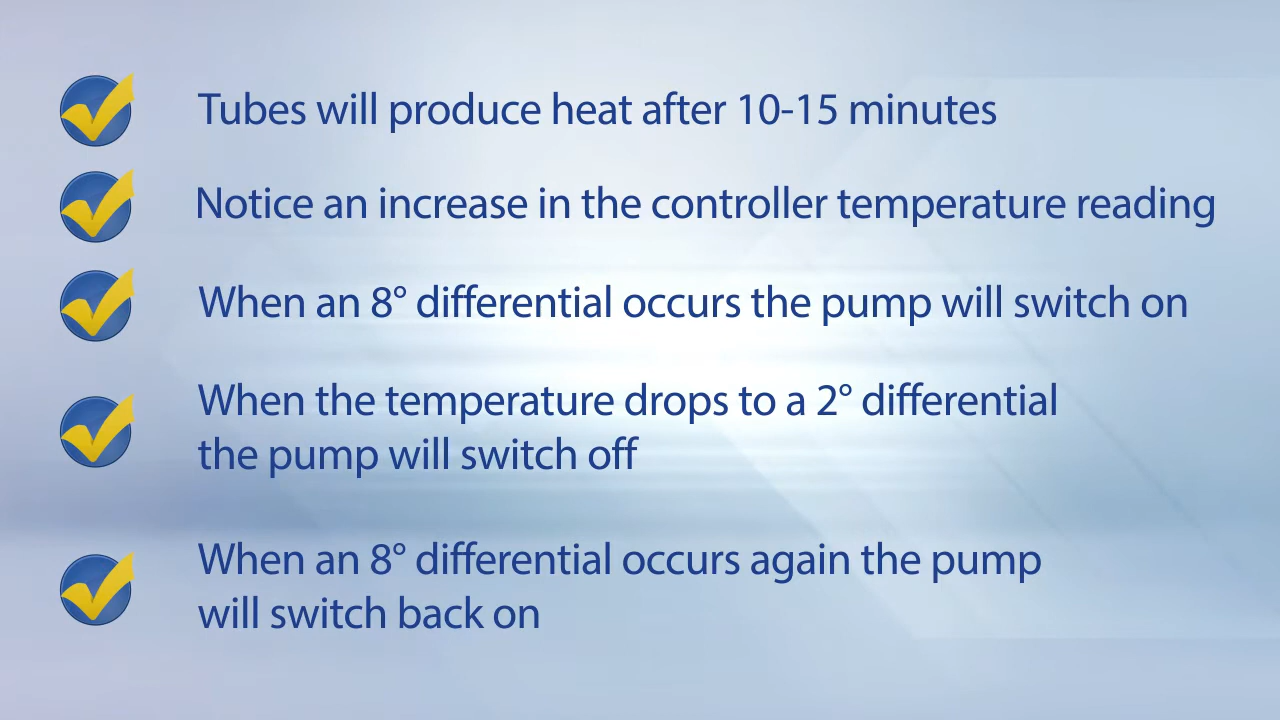 Tubes will produce heat after 10-15 minutes
Notice an increase in the controller temperature reading
When an 8° differential occurs the pump will switch on
When the temperature drops to a 2° differential
the pump will switch off
When an 8° differential occurs again the pump
will switch back on